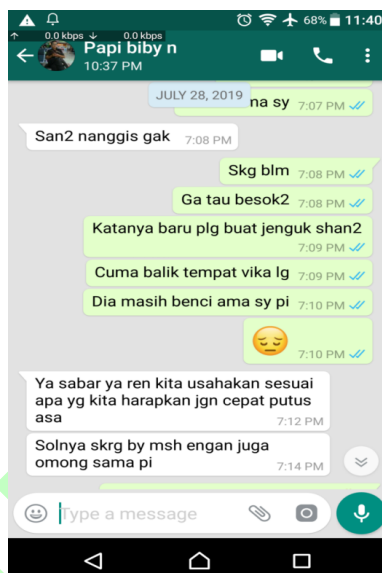 68% 11:40
0.0 kbps 0.0 kbps
Papi biby n
10:37 PM
JULY 28, 2019
ma sy 7:07 PM
San2 nanggis gak 7:08 PM
Skg blm 7:08 PM
Ga tau besok2 7:08 PM
Katanya baru plg buat jenguk shan2
7:09 PM
Cuma balik tempat vika lg 7:09 PM
Dia masih benci ama sy pi 7:10 PM
7:10 PM
Ya sabar ya ren kita usahakan sesuai
apa yg kita harapkan jgn cepat putus
asa 7:12 PM
Solnya skrg by msh engan juga
omong sama pi 7:14 PM
Type a message